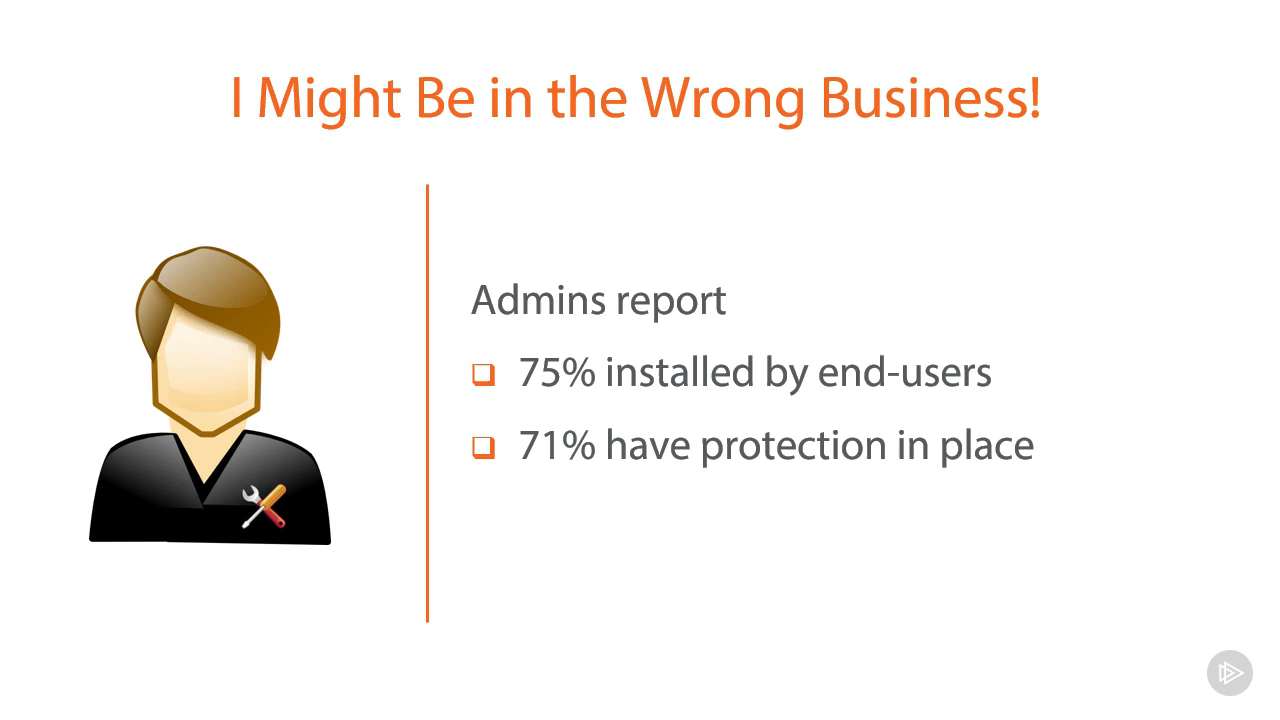 I Might Be in the Wrong Business!
Admins report
75% installed by end-users
71% have protection in place